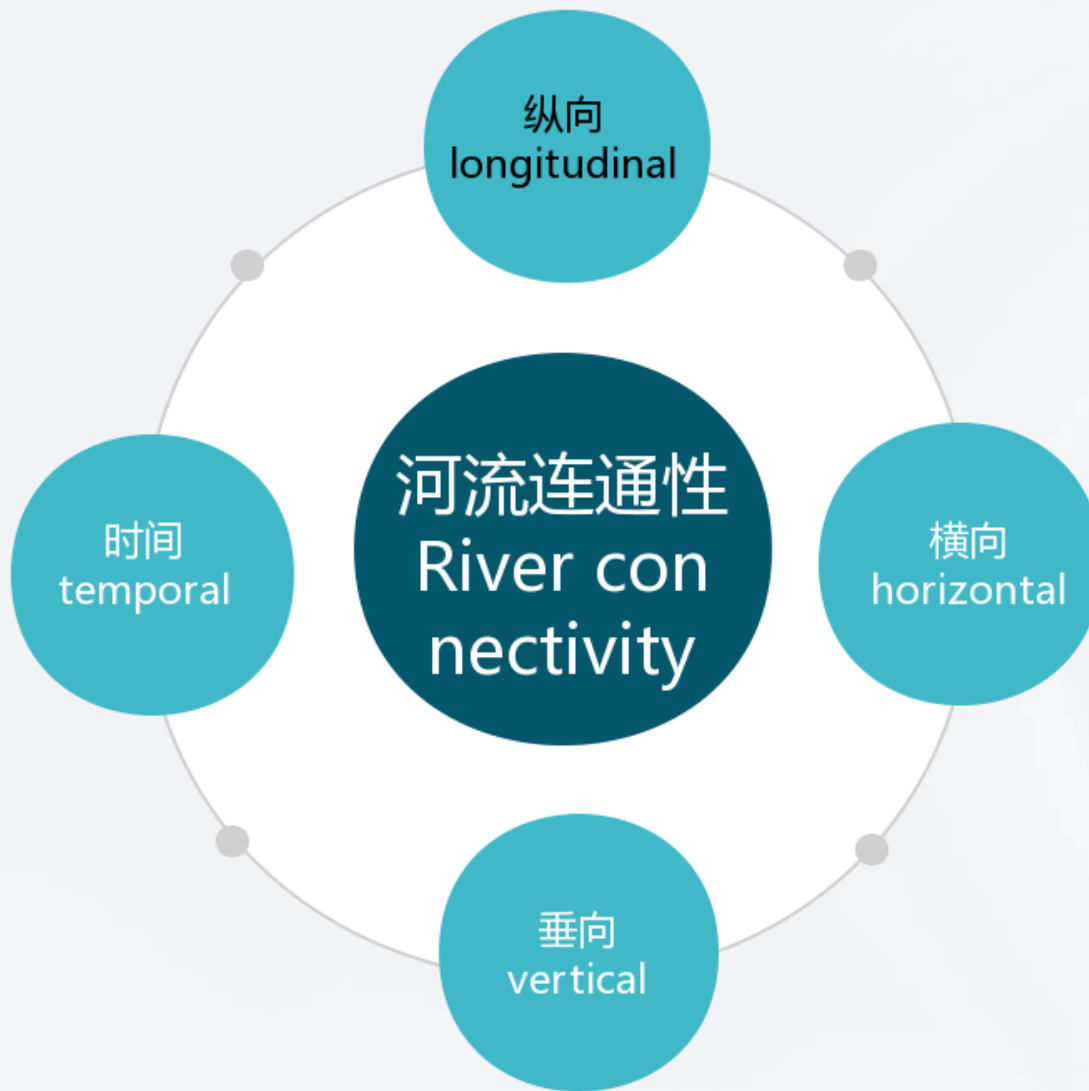 纵向
longitudinal
河流连通性
River con
nectivity
时间
temporal
横向
horizontal
垂向
vertical